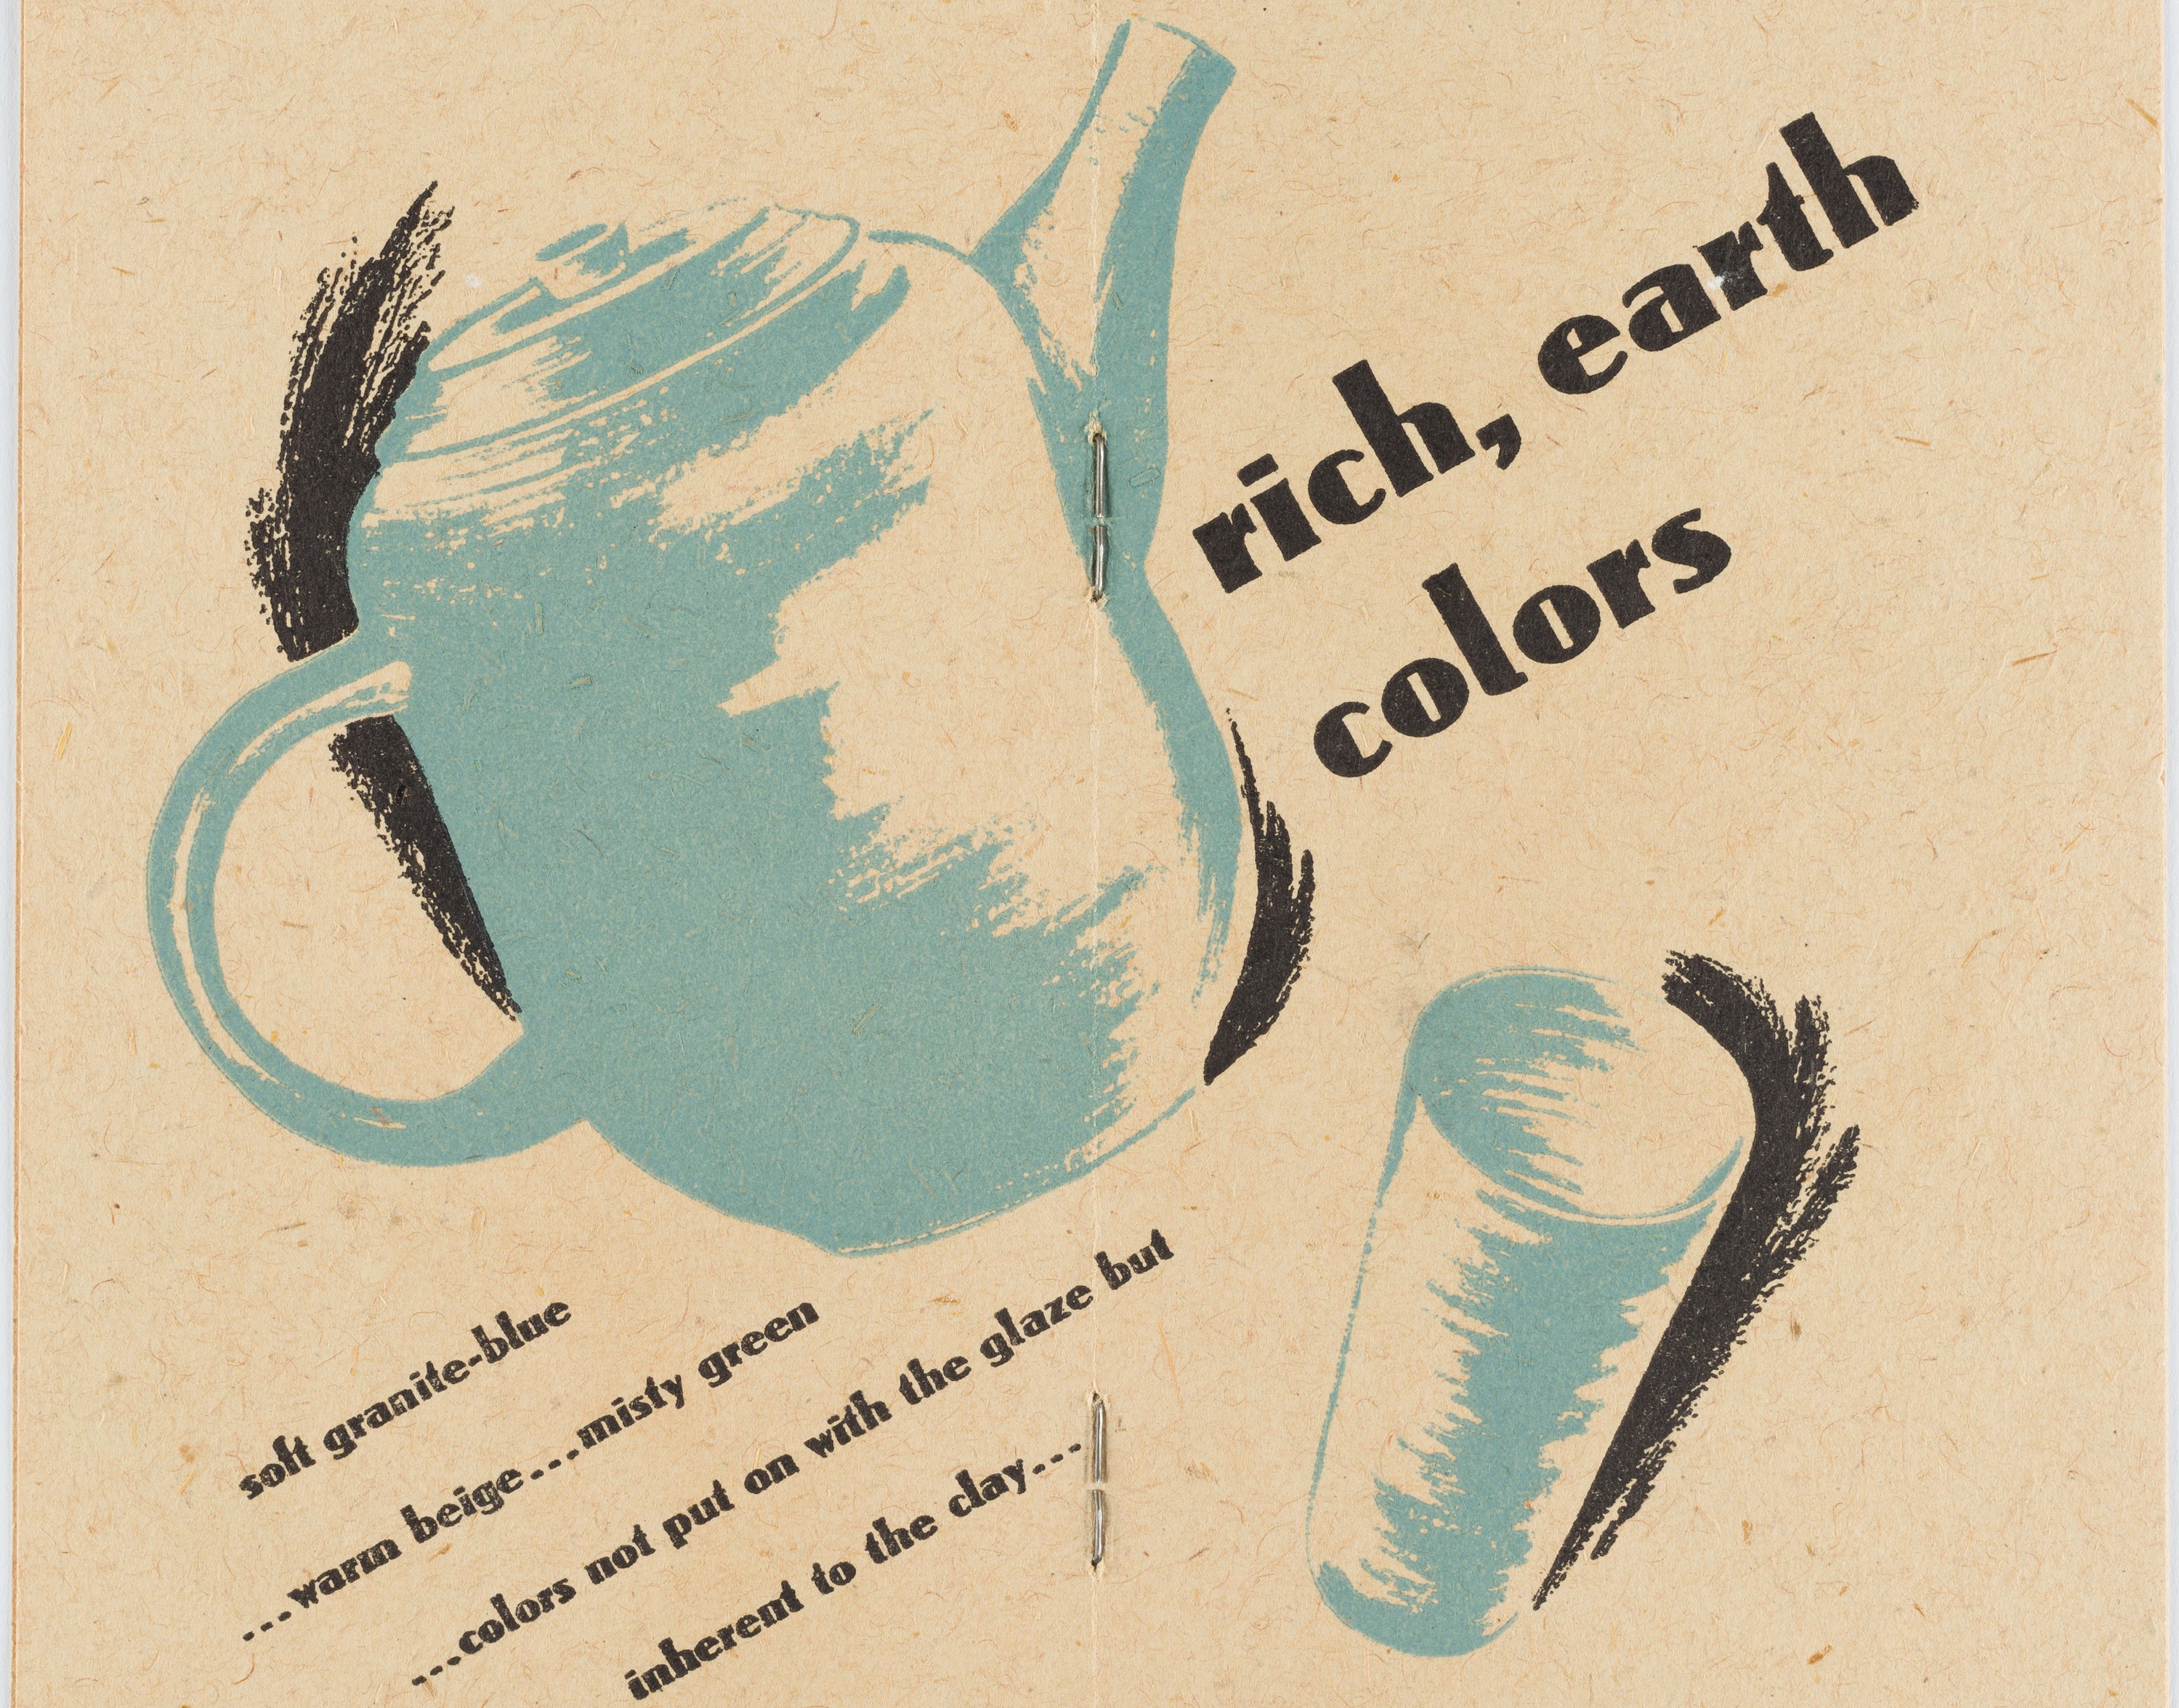 rich, earth
colors
soft granite-blue
...warm beige...misty green
...colors not put on with the glaze but
inherent to the clay...